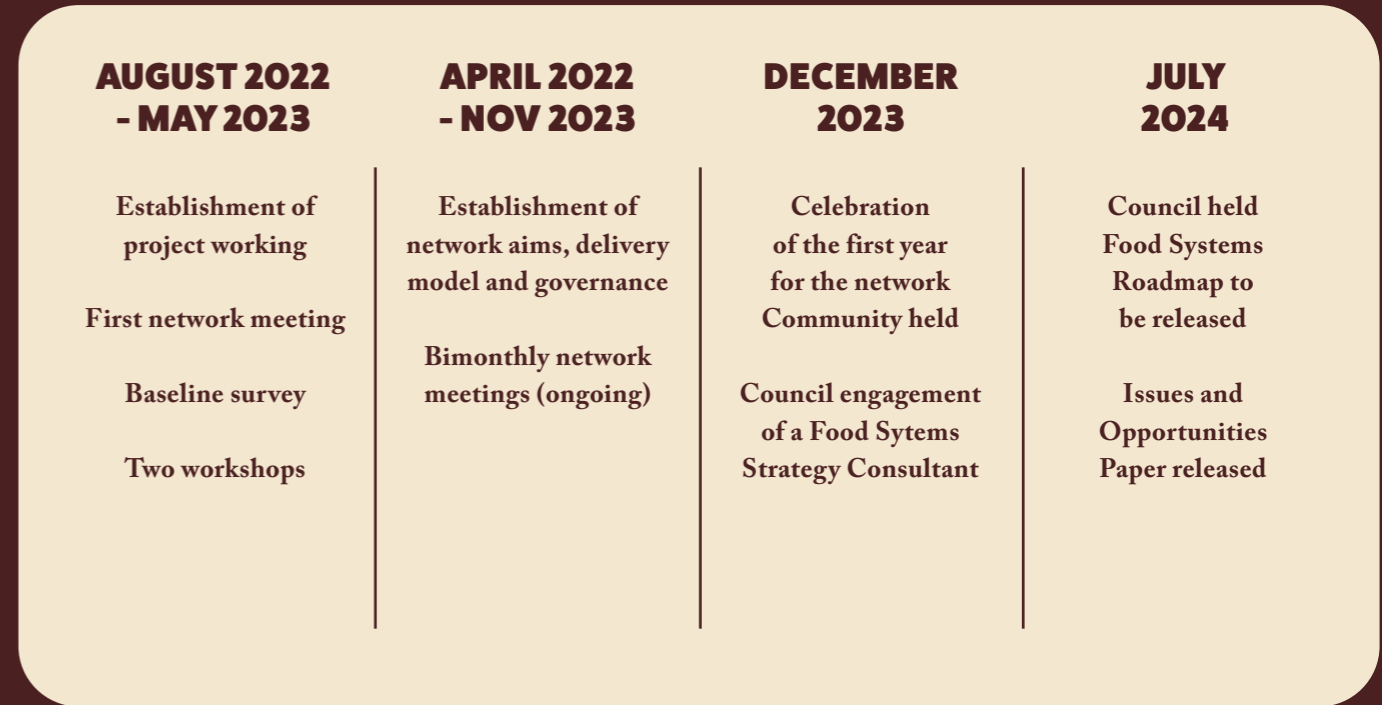 AUGUST 2022
- MAY 2023
Establishment of
project working
First network meeting
Baseline survey
Two workshops
APRIL 2022
- NOV 2023
Establishment of
network aims, delivery
model and governance
Bimonthly network
meetings (ongoing)
DECEMBER
2023
Celebration
of the first year
for the network
Community held
Council engagement
of a Food Sytems
Strategy Consultant
JULY
2024
Council held
Food Systems
Roadmap to
be released
Issues and
Opportunities
Paper released